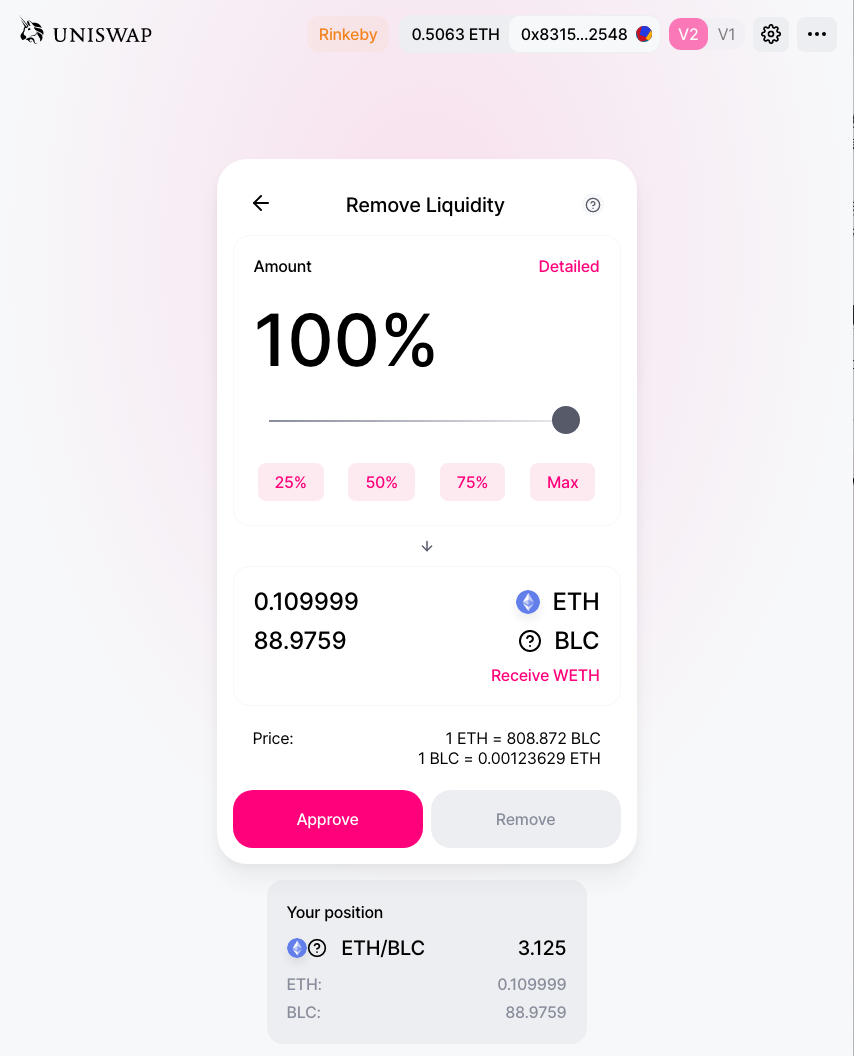 UNISWAP Rinkeby 0.5063 ETH 0x8315...2548 V2 V1
Remove Liquidity
Amount Detailed
100%
25% 50% 75% Max
0.109999 ETH
88.9759 BLC
Receive WETH
Price: 1 ETH = 808.872 BLC
1 BLC = 0.00123629 ETH
Approve Remove
Your position
ETH/BLC 3.125
ETH: 0.109999
BLC: 88.9759